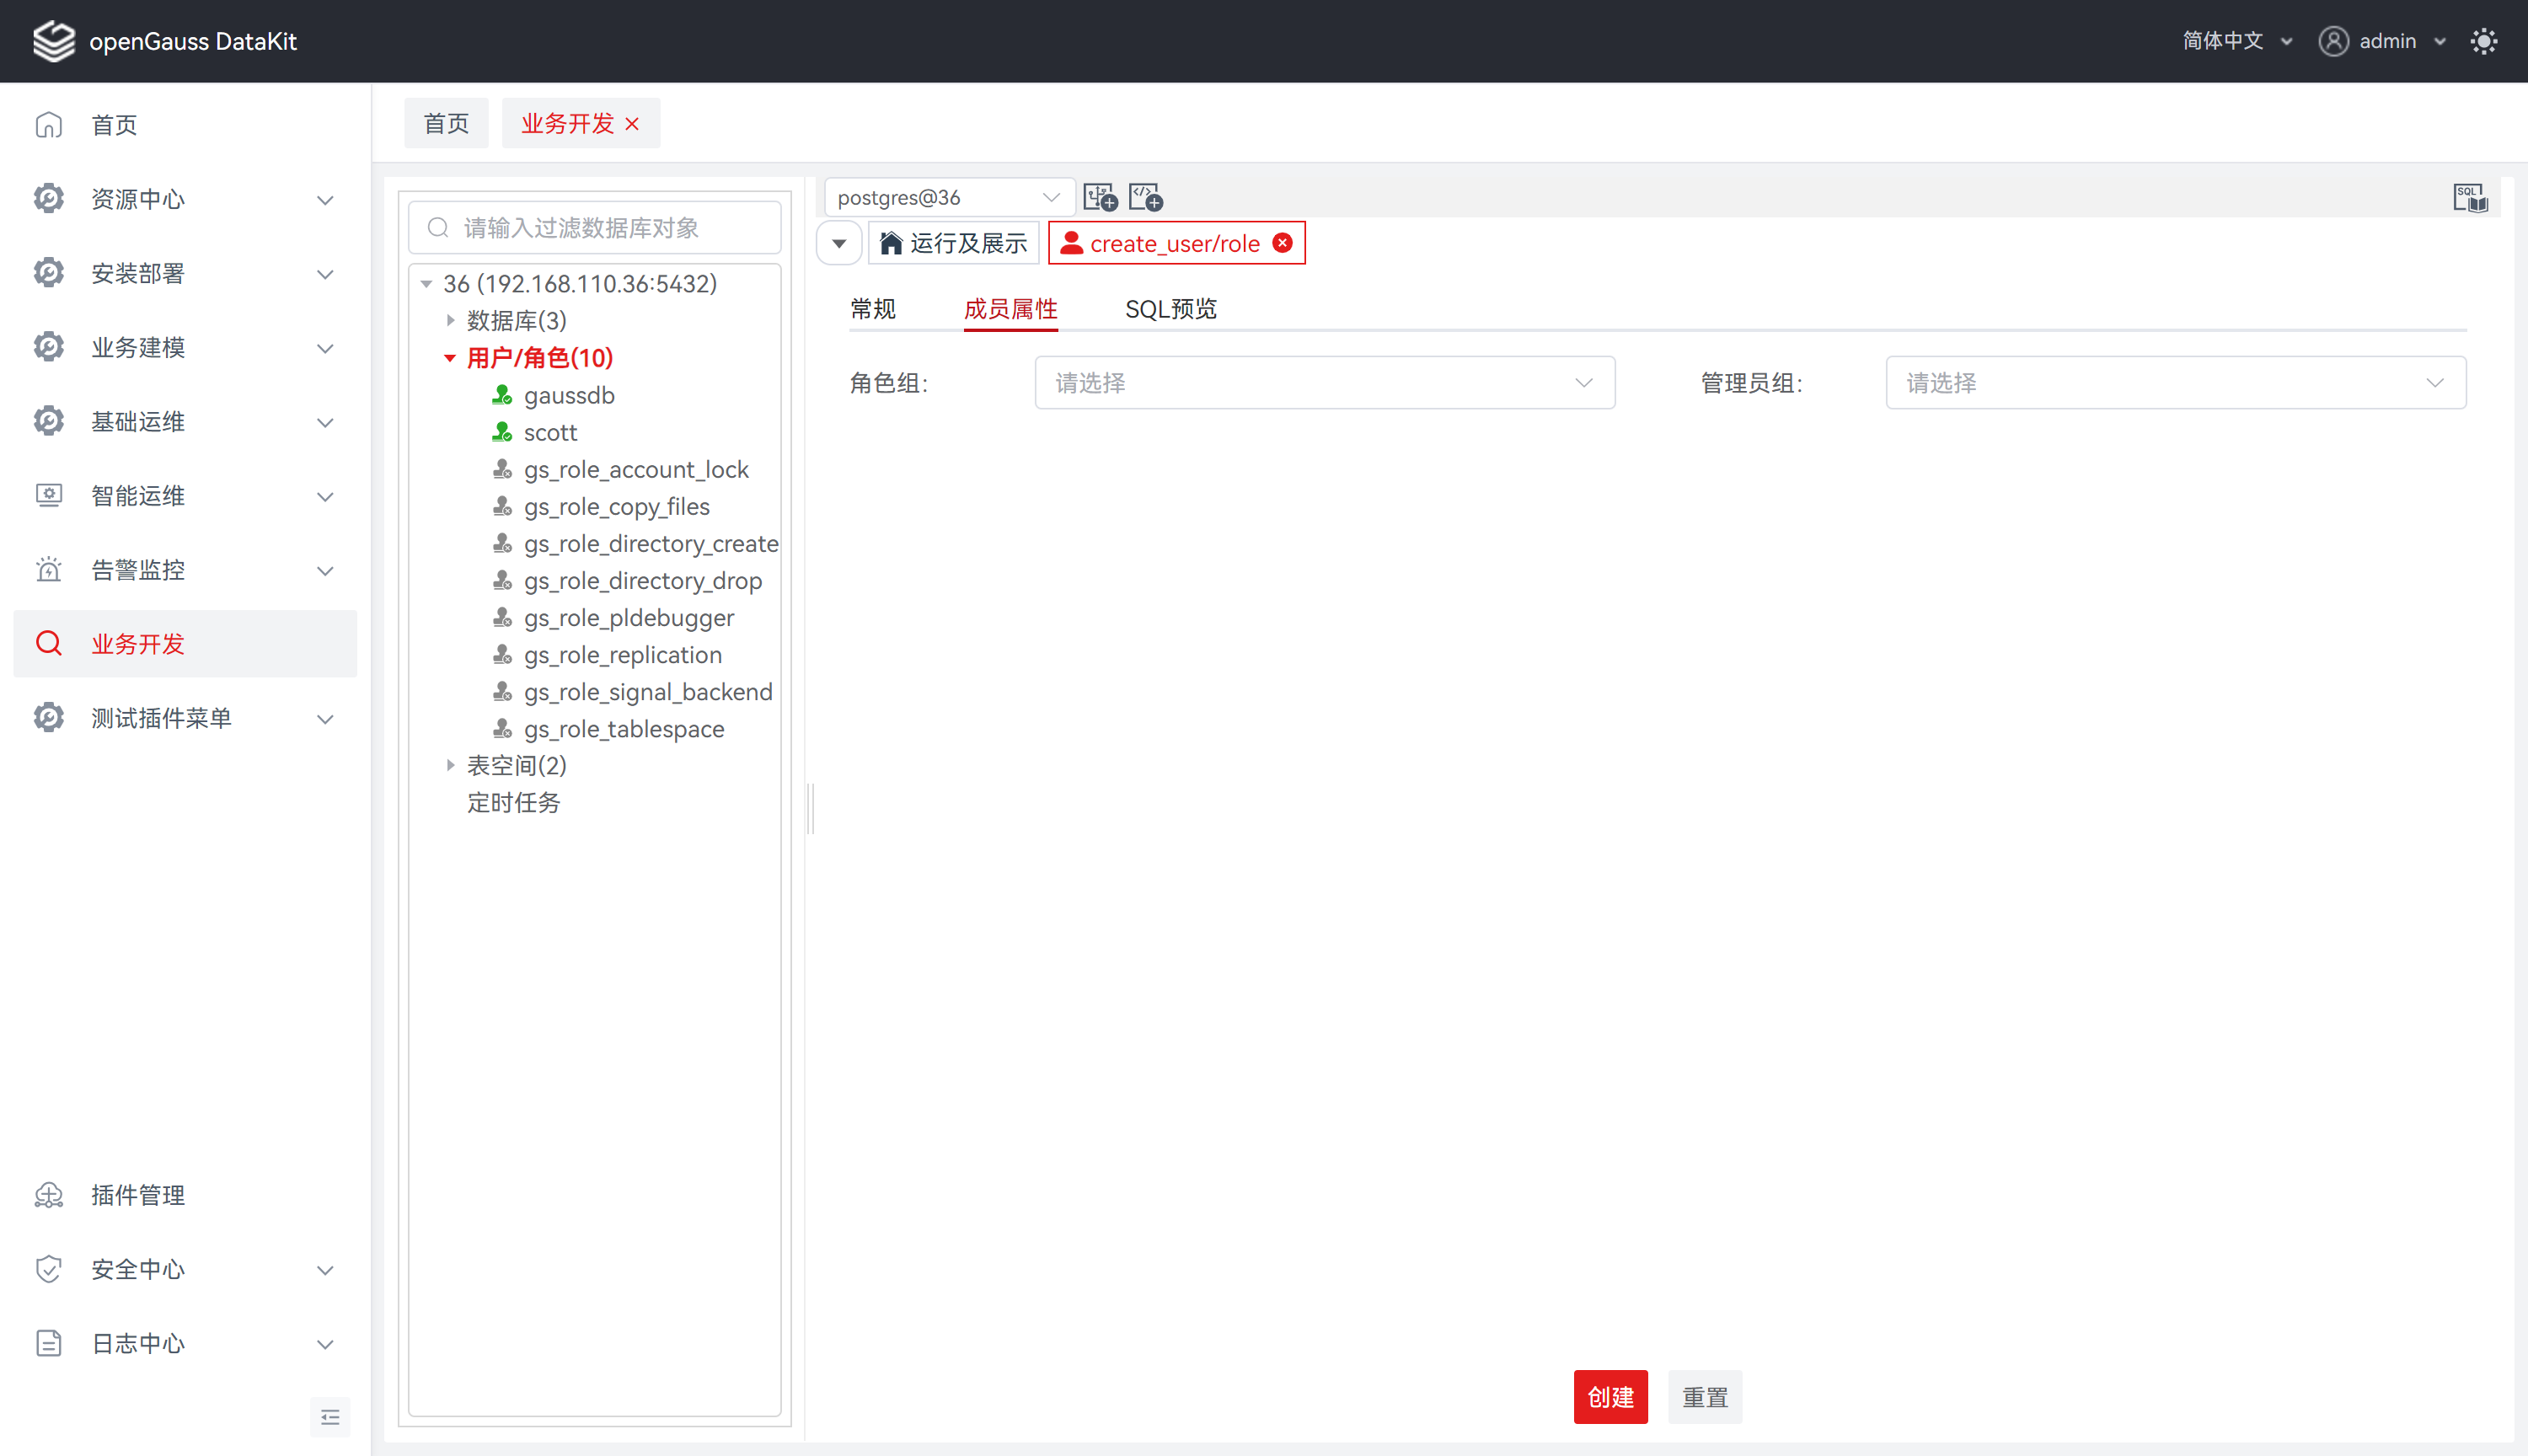 openGauss DataKit
简体中文
admin
首页
资源中心
安装部署
业务建模
基础运维
智能运维
告警监控
业务开发
测试插件菜单
插件管理
安全中心
日志中心
首页
业务开发
请输入过滤数据库对象
36 (192.168.110.36:5432)
数据库(3)
用户/角色(10)
gaussdb
scott
gs_role_account_lock
gs_role_copy_files
gs_role_directory_create
gs_role_directory_drop
gs_role_pldebugger
gs_role_replication
gs_role_signal_backend
gs_role_tablespace
表空间(2)
定时任务
postgres@36
SQL
运行及展示
create_user/role
常规
成员属性
SQL预览
角色组:
请选择
管理员组:
请选择
创建
重置